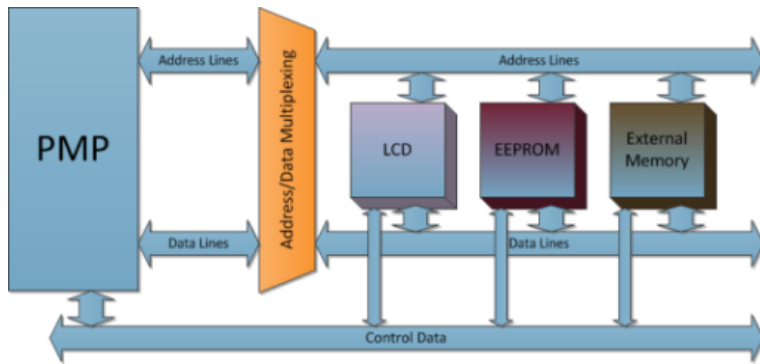 Address Lines
Address Lines
PMP
Address/Data Multiplexing
LCD
EEPROM
External
Memory
Data Lines
Data Lines
Control Data